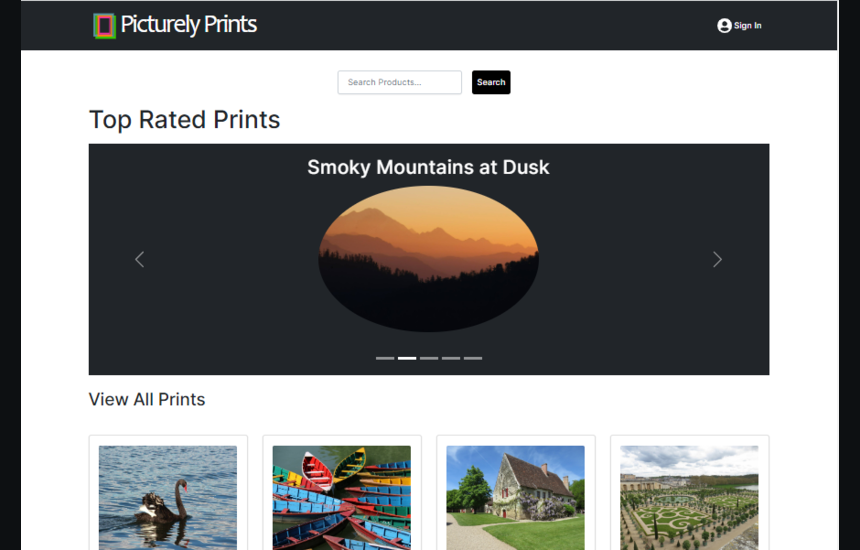 Picturely Prints
Sign In
Search Products...
Search
Top Rated Prints
Smoky Mountains at Dusk
View All Prints